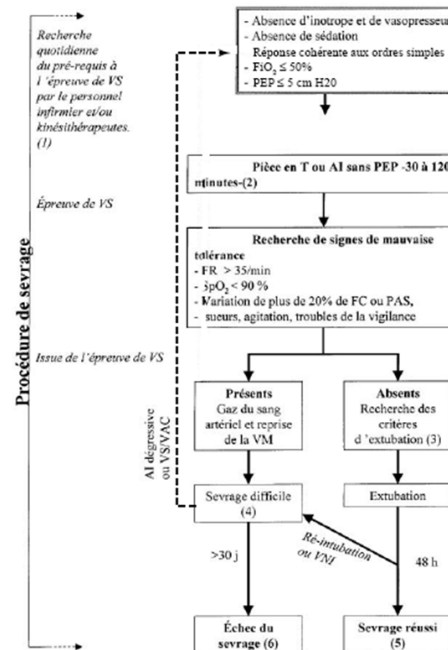 - Absence d'inotrope et de vasopresseur
- Absence de sédation
Réponse cohérente aux ordres simples
- FiO2 ≤ 50%
- PEP ≤ 5 cm H20
Recherche
quotidienne
du pré-requis à
l 'épreuve de VS
par le personnel
infirmier et/ou
kinésithérapeutes.
(1)
Pièce en T ou AI sans PEP -30 à 120
minutes-(2)
Épreuve de VS
Recherche de signes de mauvaise
tolérance
- FR > 35/min
- SpO2 < 90 %
- Variation de plus de 20% de FC ou PAS,
- sueurs, agitation, troubles de la vigilance
Procédure de sevrage
Issue de l'épreuve de VS
AI dégressive
ou VS/VAC
Présents
Gaz du sang
artériel et reprise
de la VM
Absents
Recherche des
critères
d 'extubation (3)
Sevrage difficile
(4)
Extubation
Ré-intubation
ou VNI
>30 j
48 h
Échec du
sevrage (6)
Sevrage réussi
(5)